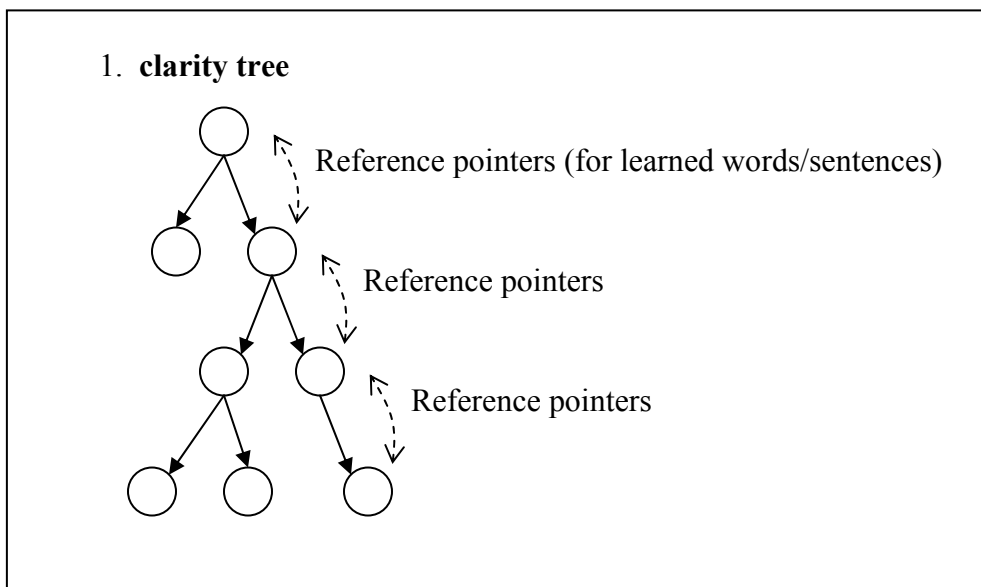 1. clarity tree
Reference pointers (for learned words/sentences)
Reference pointers
Reference pointers